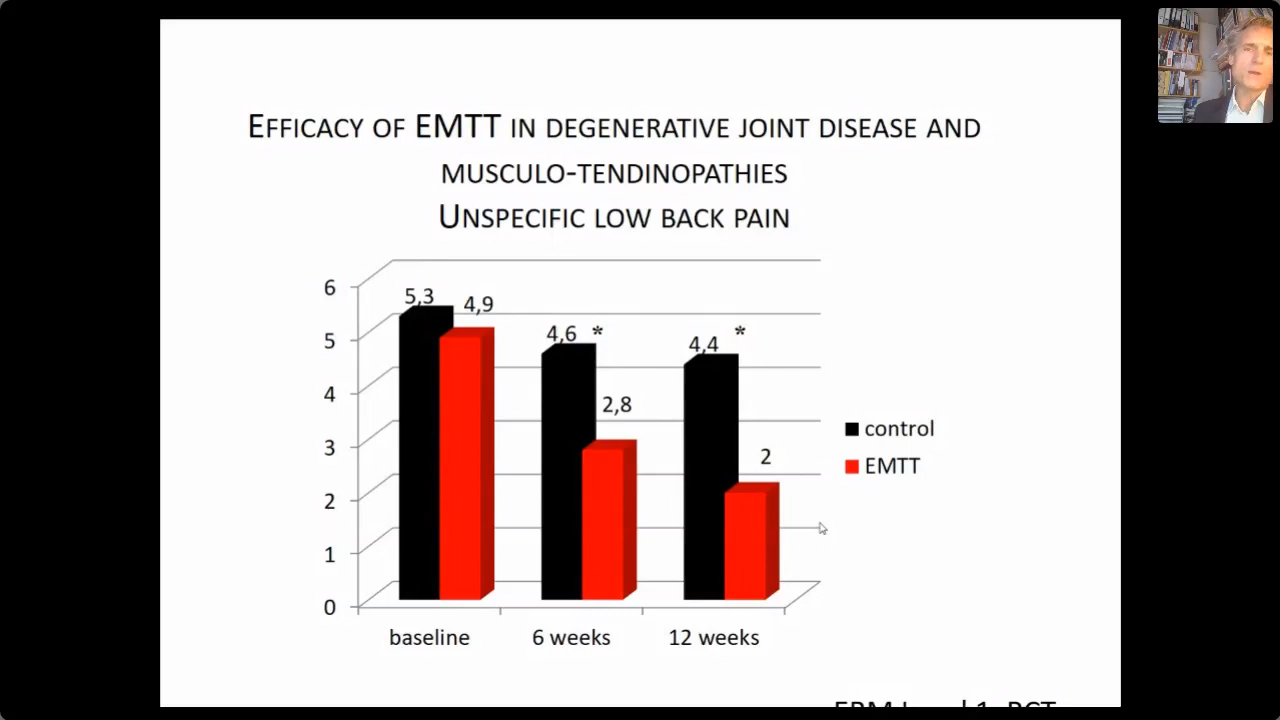 Efficacy of EMTT in degenerative joint disease and
musculo-tendinopathies
Unspecific low back pain
6
5
4
3
2
1
0
5,3
4,9
4,6 *
2,8
4,4 *
2
baseline
6 weeks
12 weeks
control
EMTT